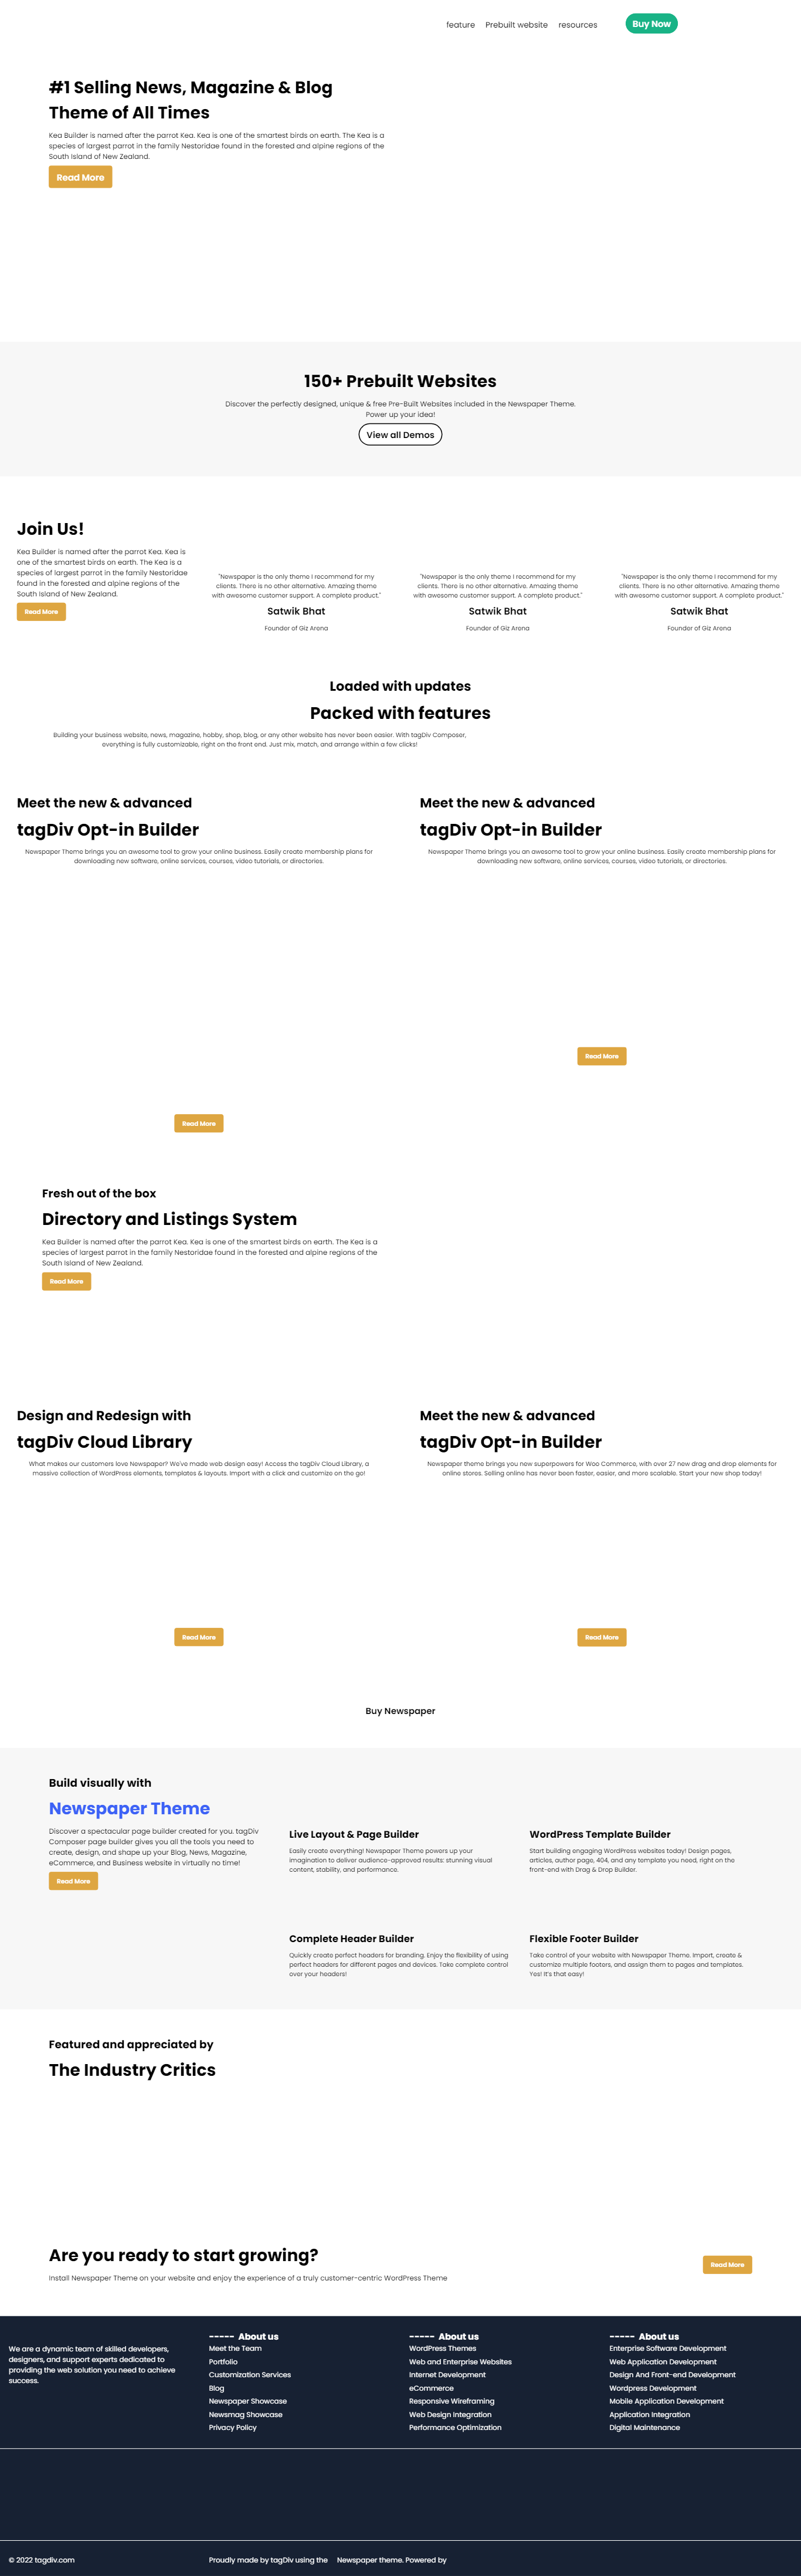 feature Prebuilt website resources Buy Now
#1 Selling News, Magazine & Blog
Theme of All Times
Kea Builder is named after the parrot Kea. Kea is one of the smartest birds on earth. The Kea is a
species of largest parrot in the family Nestoridae found in the forested and alpine regions of the
South Island of New Zealand.
Read More
150+ Prebuilt Websites
Discover the perfectly designed, unique & free Pre-Built Websites included in the Newspaper Theme.
Power up your idea!
View all Demos
Join Us!
Kea Builder is named after the parrot Kea. Kea is
one of the smartest birds on earth. The Kea is a
species of largest parrot in the family Nestoridae
found in the forested and alpine regions of the
South Island of New Zealand.
Read More
"Newspaper is the only theme I recommend for my
clients. There is no other alternative. Amazing theme
with awesome customer support. A complete product."
Satwik Bhat
Founder of Giz Arena
"Newspaper is the only theme I recommend for my
clients. There is no other alternative. Amazing theme
with awesome customer support. A complete product."
Satwik Bhat
Founder of Giz Arena
"Newspaper is the only theme I recommend for my
clients. There is no other alternative. Amazing theme
with awesome customer support. A complete product."
Satwik Bhat
Founder of Giz Arena
Loaded with updates
Packed with features
Building your business website, news, magazine, hobby, shop, blog, or any other website has never been easier. With tagDiv Composer,
everything is fully customizable, right on the front end. Just mix, match, and arrange within a few clicks!
Meet the new & advanced
tagDiv Opt-in Builder
Newspaper Theme brings you an awesome tool to grow your online business. Easily create membership plans for
downloading new software, online services, courses, video tutorials, or directories.
Read More
Meet the new & advanced
tagDiv Opt-in Builder
Newspaper Theme brings you an awesome tool to grow your online business. Easily create membership plans for
downloading new software, online services, courses, video tutorials, or directories.
Read More
Fresh out of the box
Directory and Listings System
Kea Builder is named after the parrot Kea. Kea is one of the smartest birds on earth. The Kea is a
species of largest parrot in the family Nestoridae found in the forested and alpine regions of the
South Island of New Zealand.
Read More
Design and Redesign with
tagDiv Cloud Library
What makes our customers love Newspaper? We've made web design easy! Access the tagDiv Cloud Library, a
massive collection of WordPress elements, templates & layouts. Import with a click and customize on the go!
Read More
Meet the new & advanced
tagDiv Opt-in Builder
Newspaper theme brings you new superpowers for Woo Commerce, with over 27 new drag and drop elements for
online stores. Selling online has never been faster, easier, and more scalable. Start your new shop today!
Read More
Buy Newspaper
Build visually with
Newspaper Theme
Discover a spectacular page builder created for you. tagDiv
Composer page builder gives you all the tools you need to
create, design, and shape up your Blog, News, Magazine,
eCommerce, and Business website in virtually no time!
Read More
Live Layout & Page Builder
Easily create everything! Newspaper Theme powers up your
imagination to deliver audience-approved results: stunning visual
content, stability, and performance.
WordPress Template Builder
Start building engaging WordPress websites today! Design pages,
articles, author page, 404, and any template you need, right on the
front-end with Drag & Drop Builder.
Complete Header Builder
Quickly create perfect headers for branding. Enjoy the flexibility of using
perfect headers for different pages and devices. Take complete control
over your headers!
Flexible Footer Builder
Take control of your website with Newspaper Theme. Import, create &
customize multiple footers, and assign them to pages and templates.
Yes! It's that easy!
Featured and appreciated by
The Industry Critics
Are you ready to start growing?
Install Newspaper Theme on your website and enjoy the experience of a truly customer-centric WordPress Theme
Read More
We are a dynamic team of skilled developers,
designers, and support experts dedicated to
providing the web solution you need to achieve
success.
----- About us
Meet the Team
Portfolio
Customization Services
Blog
Newspaper Showcase
Newsmag Showcase
Privacy Policy
----- About us
WordPress Themes
Web and Enterprise Websites
Internet Development
eCommerce
Responsive Wireframing
Web Design Integration
Performance Optimization
----- About us
Enterprise Software Development
Web Application Development
Design And Front-end Development
Wordpress Development
Mobile Application Development
Application Integration
Digital Maintenance
© 2022 tagdiv.com
Proudly made by tagDiv using the Newspaper theme. Powered by